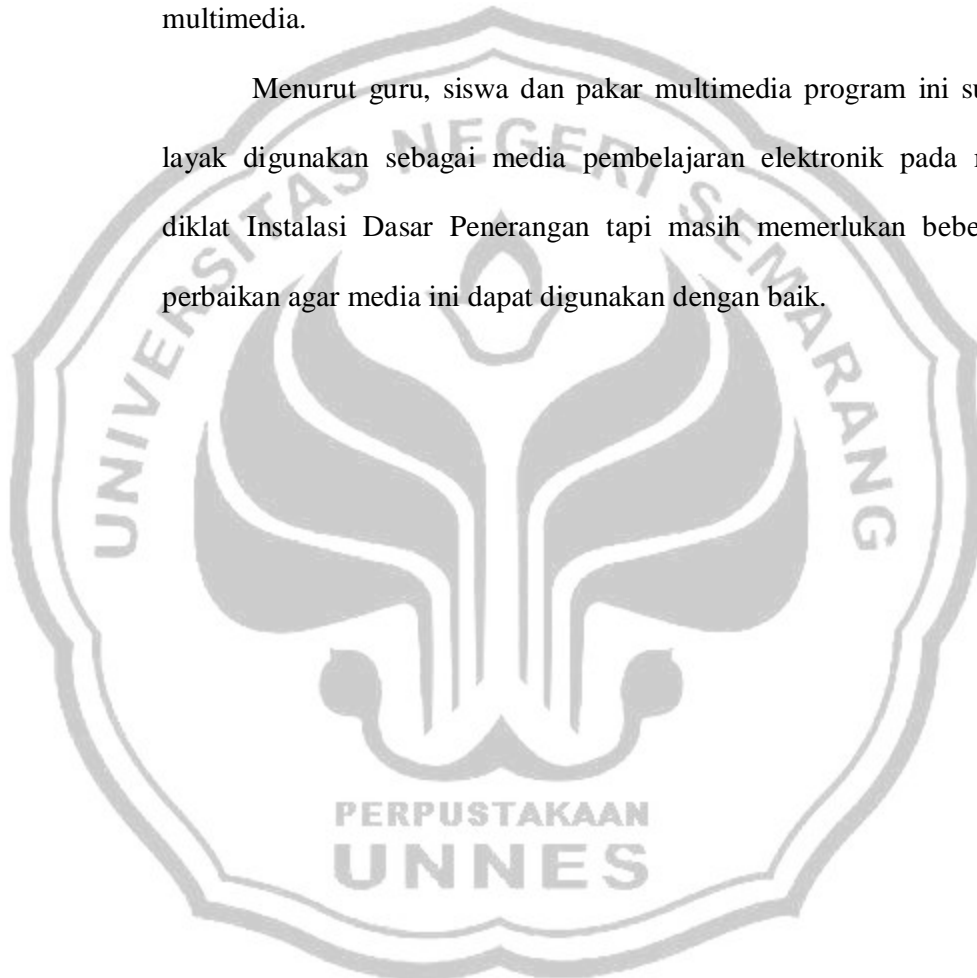 multimedia.
Menurut guru, siswa dan pakar multimedia program ini su
layak digunakan sebagai media pembelajaran elektronik pada
diklat Instalasi Dasar Penerangan tapi masih memerlukan bebe
perbaikan agar media ini dapat digunakan dengan baik.
UNIVERSITAS NEGERI SEMARANG
PERPUSTAKAAN
UNNES